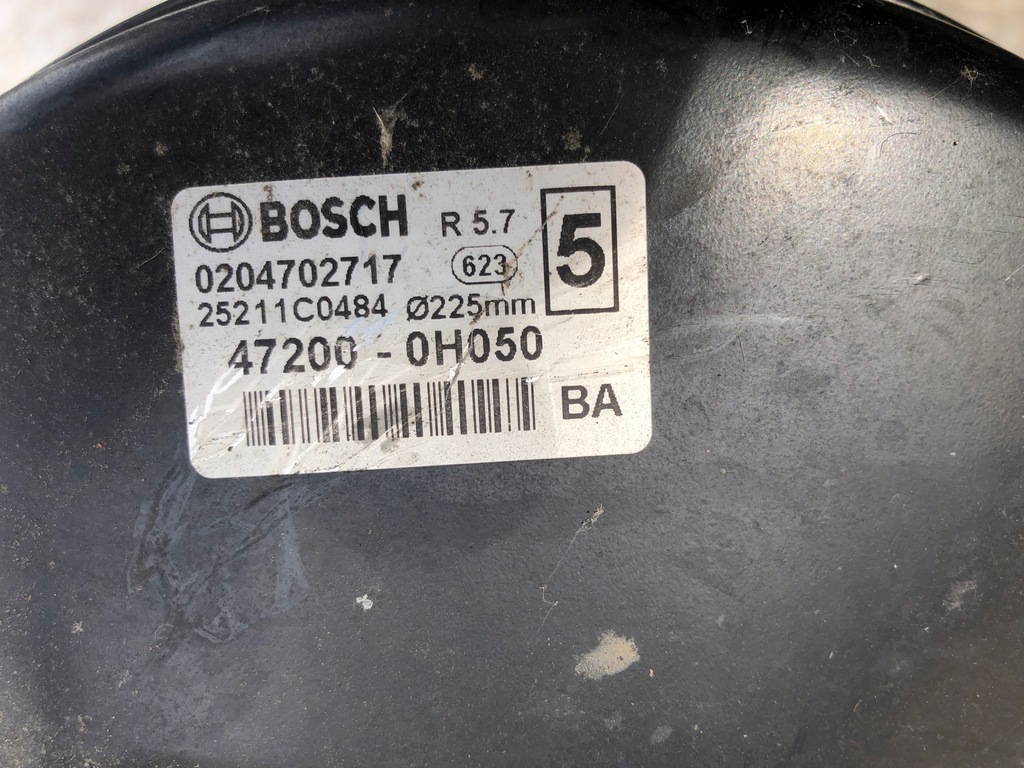 BOSCH R 5.7 5
0204702717 623
25211C0484 Ø225mm
47200 - 0H050
BA